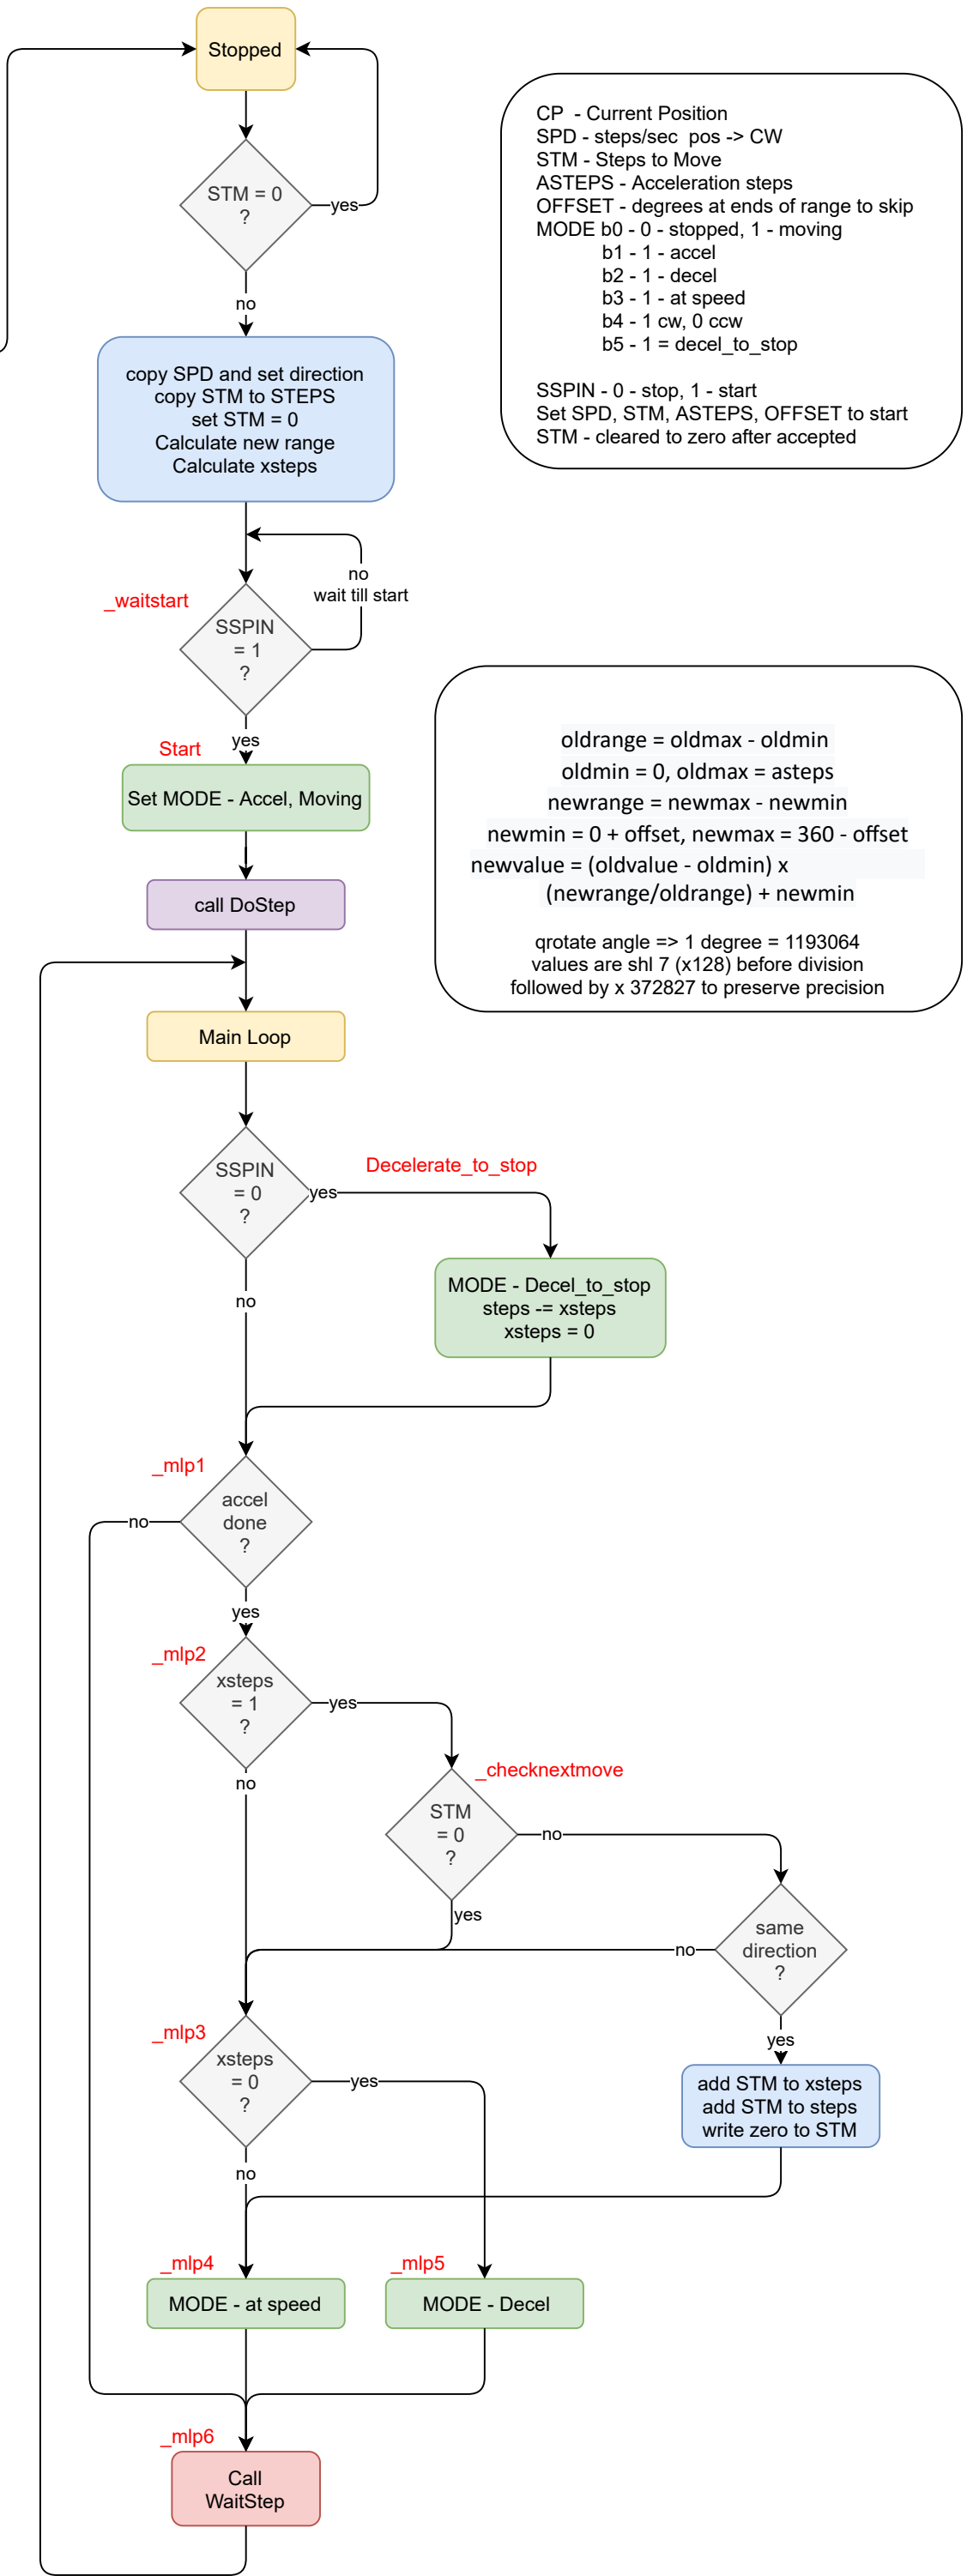 Stopped
STM = 0
?
yes
no
CP  - Current Position
SPD - steps/sec  pos -> CW
STM - Steps to Move
ASTEPS - Acceleration steps
OFFSET - degrees at ends of range to skip
MODE b0 - 0 - stopped, 1 - moving
b1 - 1 - accel
b2 - 1 - decel
b3 - 1 - at speed
b4 - 1 cw, 0 ccw
b5 - 1 = decel_to_stop
SSPIN - 0 - stop, 1 - start
Set SPD, STM, ASTEPS, OFFSET to start
STM - cleared to zero after accepted
copy SPD and set direction
copy STM to STEPS
set STM = 0
Calculate new range
Calculate xsteps
no
wait till start
_waitstart
SSPIN
= 1
?
yes
Start
Set MODE - Accel, Moving
call DoStep
oldrange = oldmax - oldmin
oldmin = 0, oldmax = asteps
newrange = newmax - newmin
newmin = 0 + offset, newmax = 360 - offset
newvalue = (oldvalue - oldmin) x
(newrange/oldrange) + newmin
qrotate angle => 1 degree = 1193064
values are shl 7 (x128) before division
followed by x 372827 to preserve precision
Main Loop
SSPIN
= 0
?
yes
Decelerate_to_stop
no
MODE - Decel_to_stop
steps -= xsteps
xsteps = 0
_mlp1
accel
done
?
no
yes
_mlp2
xsteps
= 1
?
yes
no
_checknextmove
STM
= 0
?
no
yes
same
direction
?
no
yes
_mlp3
xsteps
= 0
?
yes
no
add STM to xsteps
add STM to steps
write zero to STM
_mlp4
MODE - at speed
_mlp5
MODE - Decel
_mlp6
Call
WaitStep